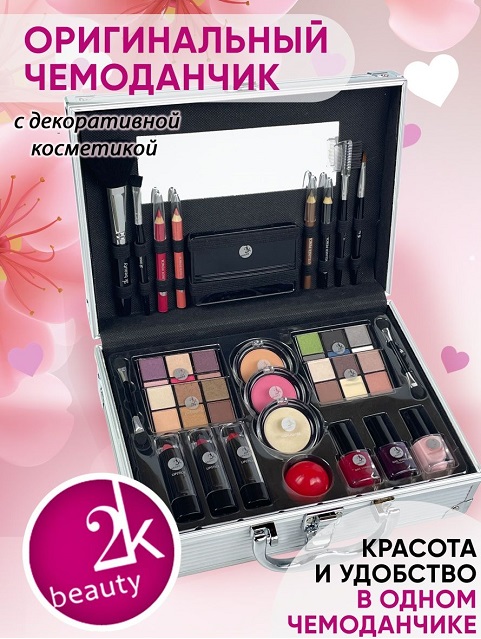 ОРИГИНАЛЬНЫЙ
ЧЕМОДАНЧИК
с декоративной
косметикой
2k
beauty
КРАСОТА
И УДОБСТВО
В ОДНОМ
ЧЕМОДАНЧИКЕ